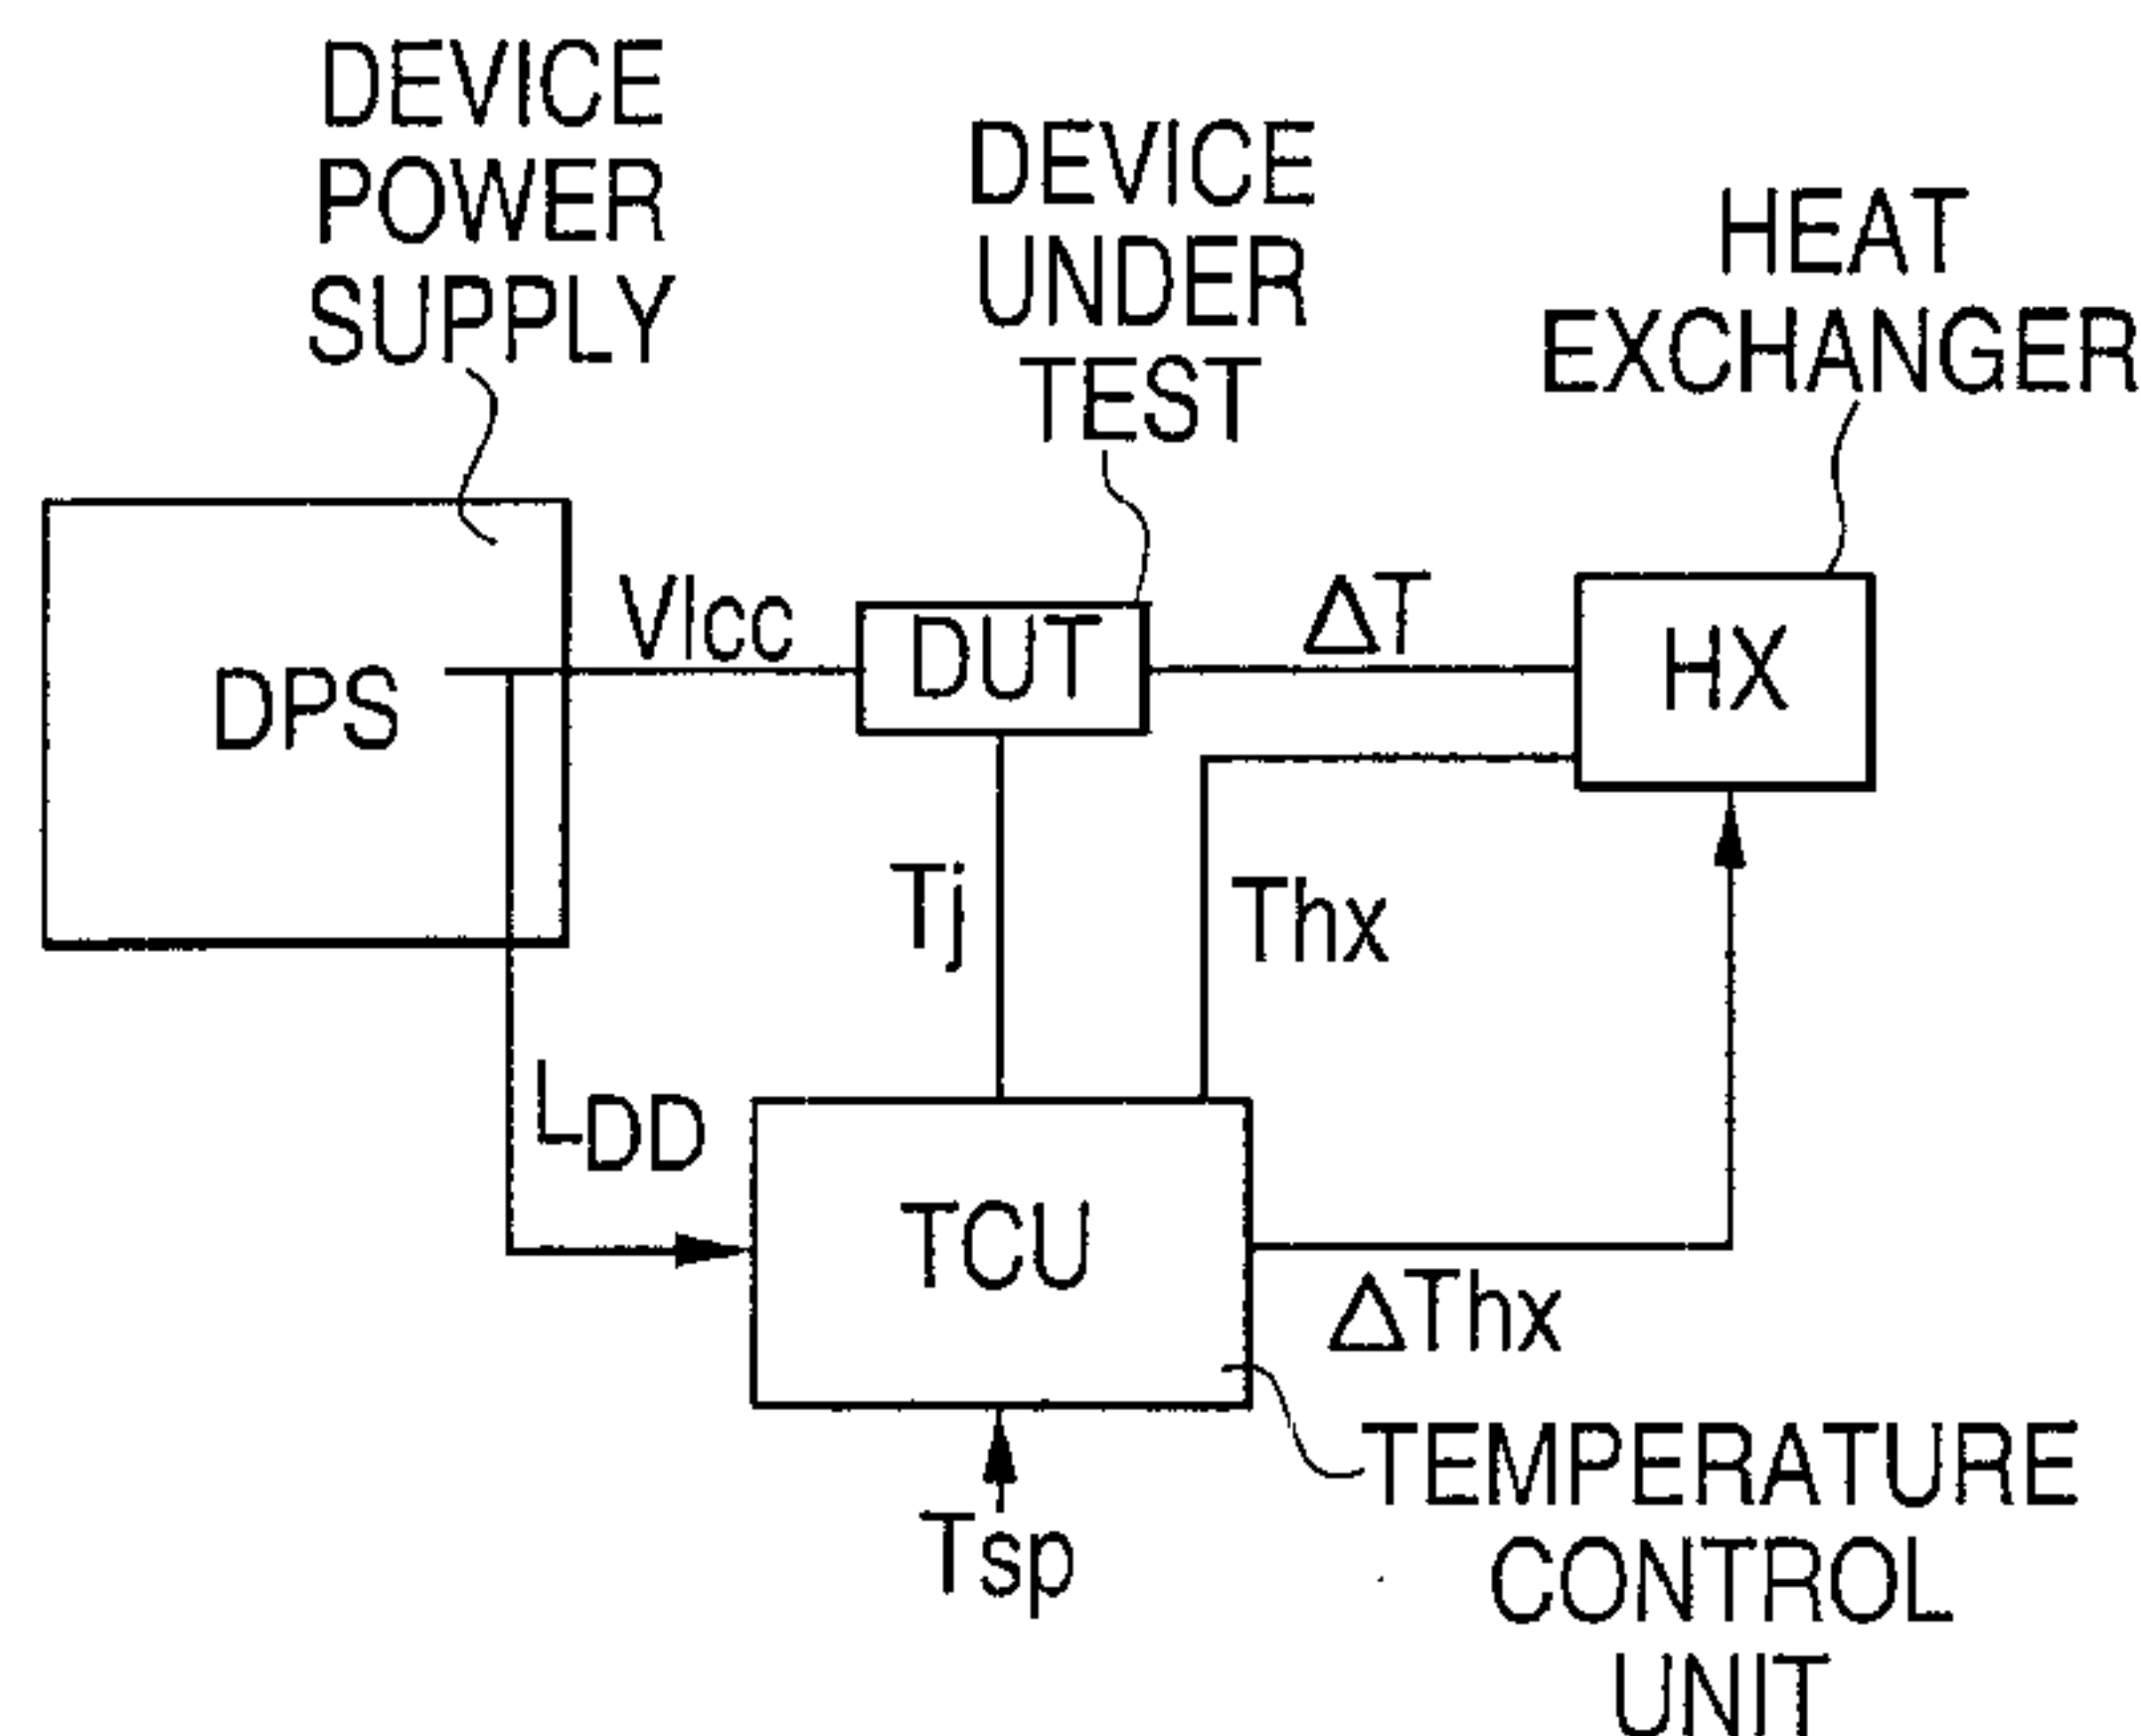 DEVICE
POWER
SUPPLY
DEVICE
UNDER
TEST
HEAT
EXCHANGER
DPS
VIcc
DUT
ΔT
HX
Tj
Thx
LDD
TCU
ΔThx
Tsp
TEMPERATURE
CONTROL
UNIT